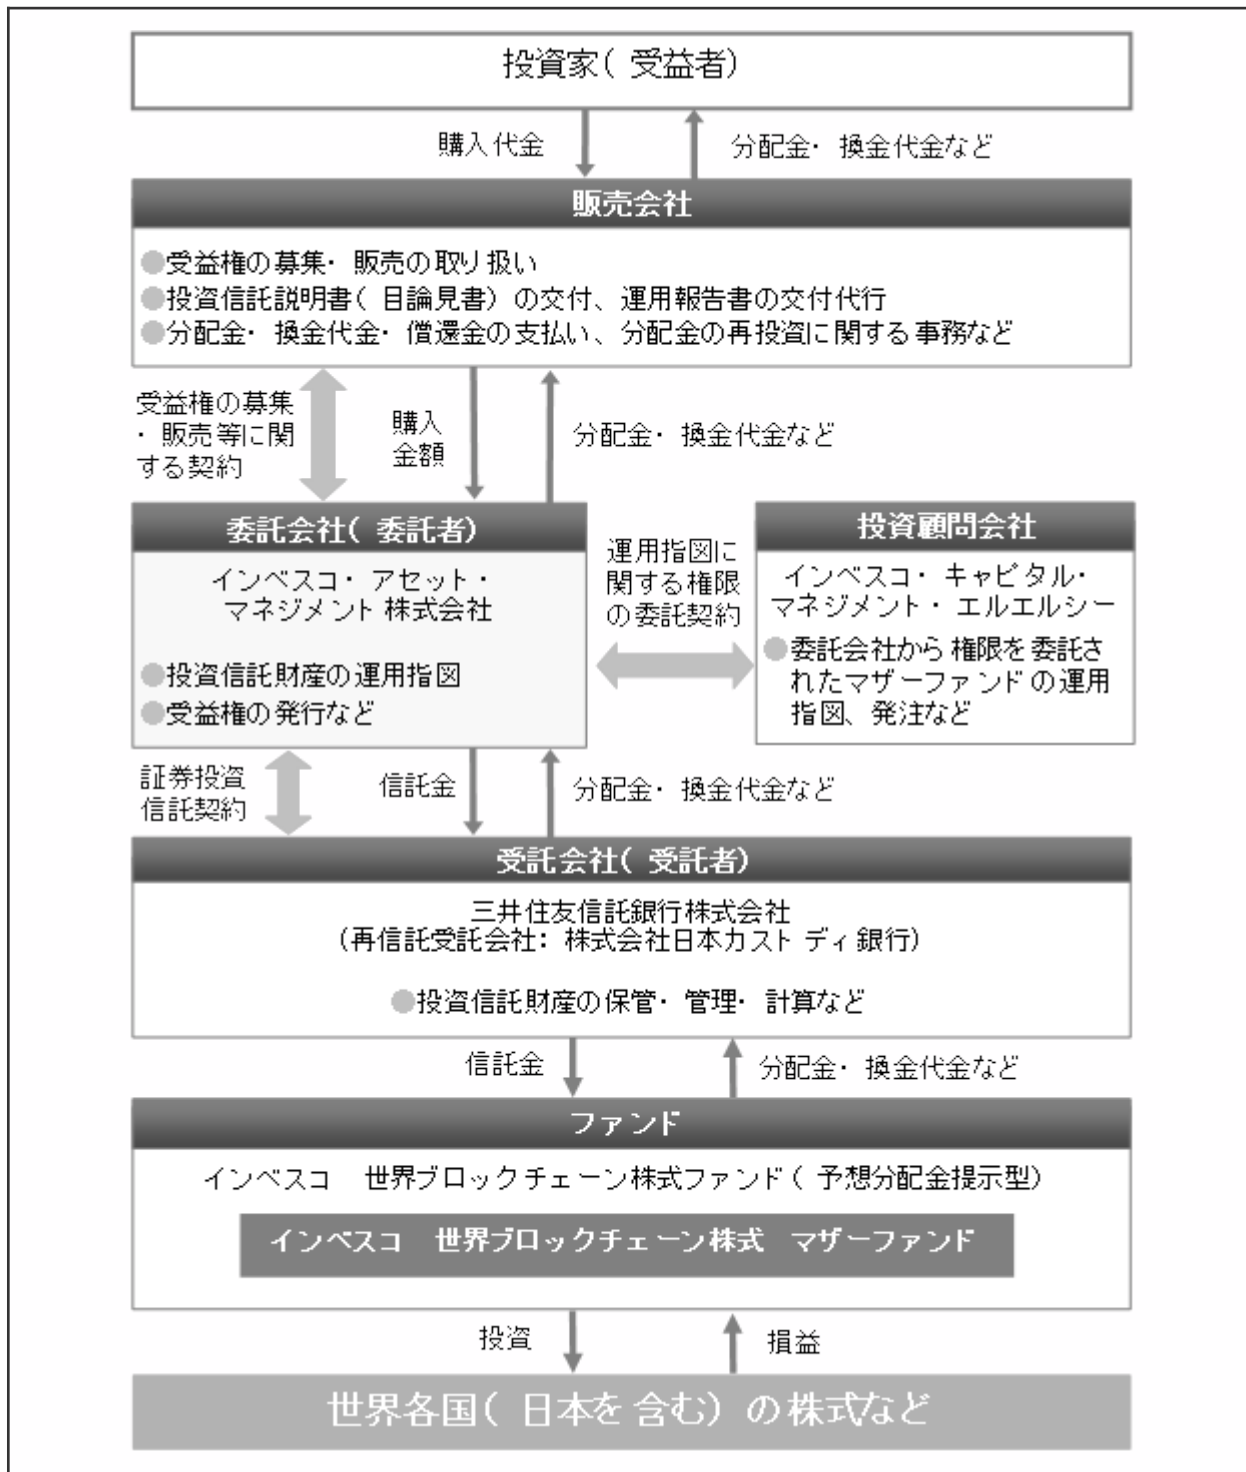 投資家(受益者)
購入代金
分配金・換金代金など
販売会社
●受益権の募集・販売の取り扱い
●投資信託説明書(目論見書)の交付、運用報告書の交付代行
●分配金・換金代金・償還金の支払い、分配金の再投資に関する事務など
受益権の募集
・販売等に関
する契約
購入
金額
分配金・換金代金など
委託会社(委託者)
インベスコ・アセット・
マネジメント株式会社
●投資信託財産の運用指図
●受益権の発行など
運用指図に
関する権限
の委託契約
投資顧問会社
インベスコ・キャピタル・
マネジメント・エルエルシー
●委託会社から権限を委託さ
れたマザーファンドの運用
指図、発注など
証券投資
信託契約
信託金
分配金・換金代金など
受託会社(受託者)
三井住友信託銀行株式会社
(再信託受託会社:株式会社日本カストディ銀行)
●投資信託財産の保管・管理・計算など
信託金
分配金・換金代金など
ファンド
インベスコ 世界ブロックチェーン株式ファンド(予想分配金提示型)
インベスコ 世界ブロックチェーン株式 マザーファンド
投資
損益
世界各国(日本を含む)の株式など